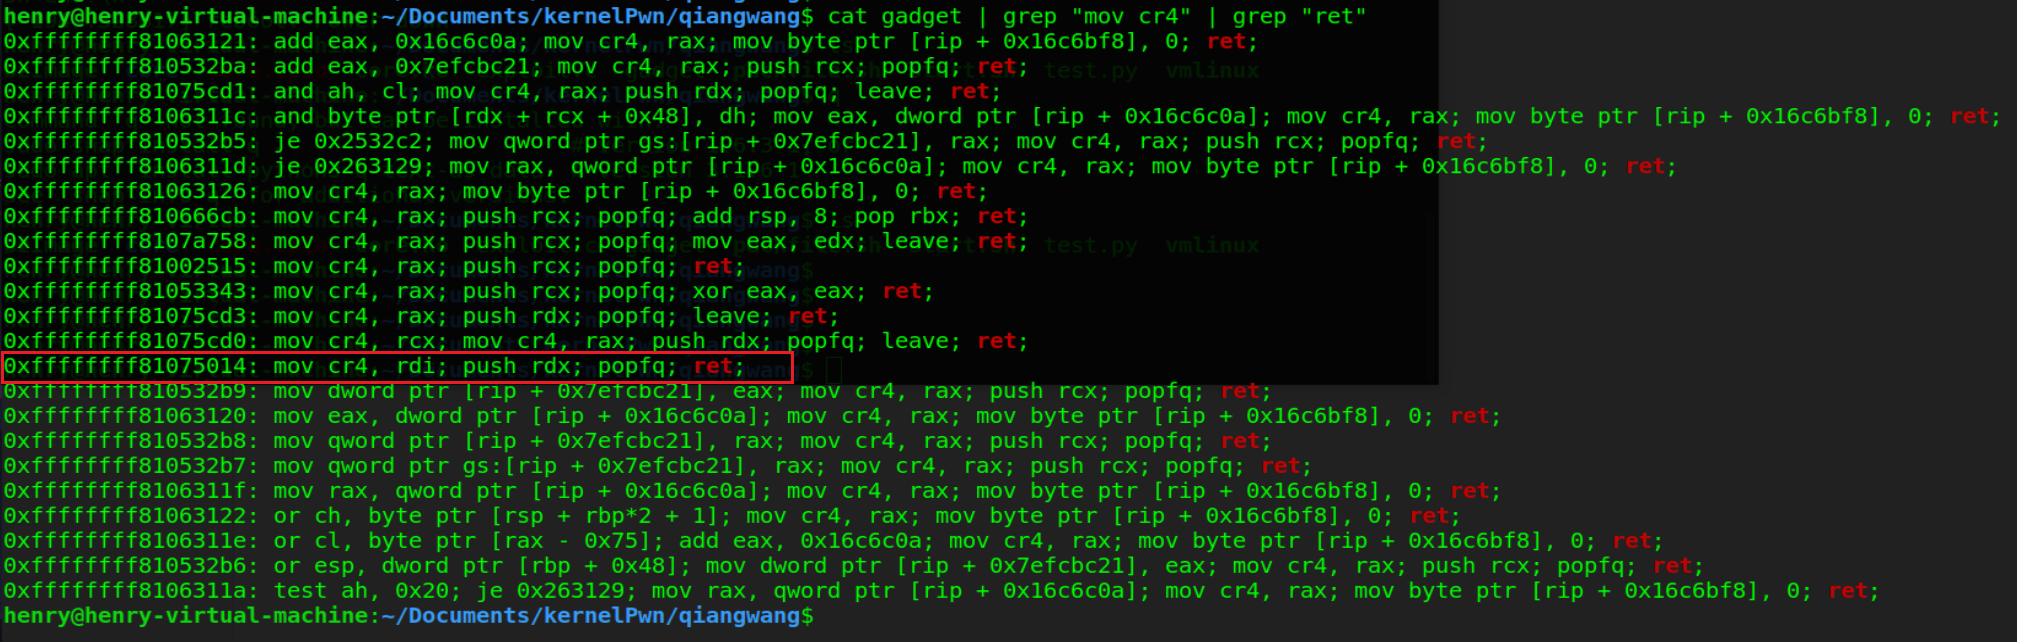 henry@henry-virtual-machine:~/Documents/kernelPwn/qiangwang$ cat gadget | grep "mov cr4" | grep "ret"
0xffffffff81063121: add eax, 0x16c6c0a; mov cr4, rax; mov byte ptr [rip + 0x16c6bf8], 0; ret;
0xffffffff810532ba: add eax, 0x7efcbc21; mov cr4, rax; push rcx; popfq; ret;
0xffffffff81075cd1: and ah, cl; mov cr4, rax; push rdx; popfq; leave; ret;
0xffffffff8106311c: and byte ptr [rdx + rcx + 0x48], dh; mov eax, dword ptr [rip + 0x16c6c0a]; mov cr4, rax; mov byte ptr [rip + 0x16c6bf8], 0; ret;
0xffffffff810532b5: je 0x2532c2; mov qword ptr gs:[rip + 0x7efcbc21], rax; mov cr4, rax; push rcx; popfq; ret;
0xffffffff8106311d: je 0x263129; mov rax, qword ptr [rip + 0x16c6c0a]; mov cr4, rax; mov byte ptr [rip + 0x16c6bf8], 0; ret;
0xffffffff81063126: mov cr4, rax; mov byte ptr [rip + 0x16c6bf8], 0; ret;
0xffffffff810666cb: mov cr4, rax; push rcx; popfq; add rsp, 8; pop rbx; ret;
0xffffffff8107a758: mov cr4, rax; push rcx; popfq; mov eax, edx; leave; ret;
0xffffffff81002515: mov cr4, rax; push rcx; popfq; ret;
0xffffffff81053343: mov cr4, rax; push rcx; popfq; xor eax, eax; ret;
0xffffffff81075cd3: mov cr4, rax; push rdx; popfq; leave; ret;
0xffffffff81075cd0: mov cr4, rcx; mov cr4, rax; push rdx; popfq; leave; ret;
0xffffffff81075014: mov cr4, rdi; push rdx; popfq; ret;
0xffffffff810532b9: mov dword ptr [rip + 0x7efcbc21], eax; mov cr4, rax; push rcx; popfq; ret;
0xffffffff81063120: mov eax, dword ptr [rip + 0x16c6c0a]; mov cr4, rax; mov byte ptr [rip + 0x16c6bf8], 0; ret;
0xffffffff810532b8: mov qword ptr [rip + 0x7efcbc21], rax; mov cr4, rax; push rcx; popfq; ret;
0xffffffff810532b7: mov qword ptr gs:[rip + 0x7efcbc21], rax; mov cr4, rax; push rcx; popfq; ret;
0xffffffff8106311f: mov rax, qword ptr [rip + 0x16c6c0a]; mov cr4, rax; mov byte ptr [rip + 0x16c6bf8], 0; ret;
0xffffffff81063122: or ch, byte ptr [rsp + rbp*2 + 1]; mov cr4, rax; mov byte ptr [rip + 0x16c6bf8], 0; ret;
0xffffffff8106311e: or cl, byte ptr [rax - 0x75]; add eax, 0x16c6c0a; mov cr4, rax; mov byte ptr [rip + 0x16c6bf8], 0; ret;
0xffffffff810532b6: or esp, dword ptr [rbp + 0x48]; mov dword ptr [rip + 0x7efcbc21], eax; mov cr4, rax; push rcx; popfq; ret;
0xffffffff8106311a: test ah, 0x20; je 0x263129; mov rax, qword ptr [rip + 0x16c6c0a]; mov cr4, rax; mov byte ptr [rip + 0x16c6bf8], 0; ret;
henry@henry-virtual-machine:~/Documents/kernelPwn/qiangwang$
test.py vmlinux
test.py vmlinux